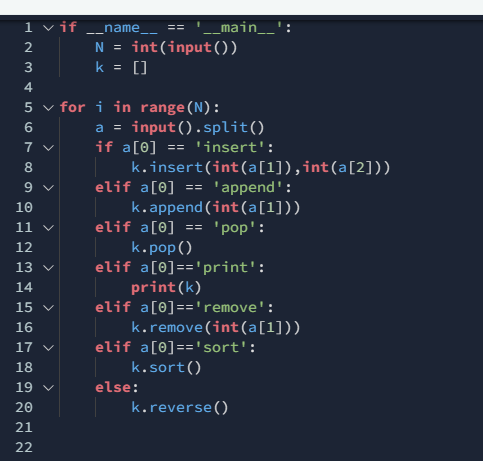 1 if __name__ == '__main__':
2     N = int(input())
3     k = []
4
5 for i in range(N):
6     a = input().split()
7     if a[0] == 'insert':
8         k.insert(int(a[1]),int(a[2]))
9     elif a[0] == 'append':
10         k.append(int(a[1]))
11     elif a[0] == 'pop':
12         k.pop()
13     elif a[0]=='print':
14         print(k)
15     elif a[0]=='remove':
16         k.remove(int(a[1]))
17     elif a[0]=='sort':
18         k.sort()
19     else:
20         k.reverse()
21
22